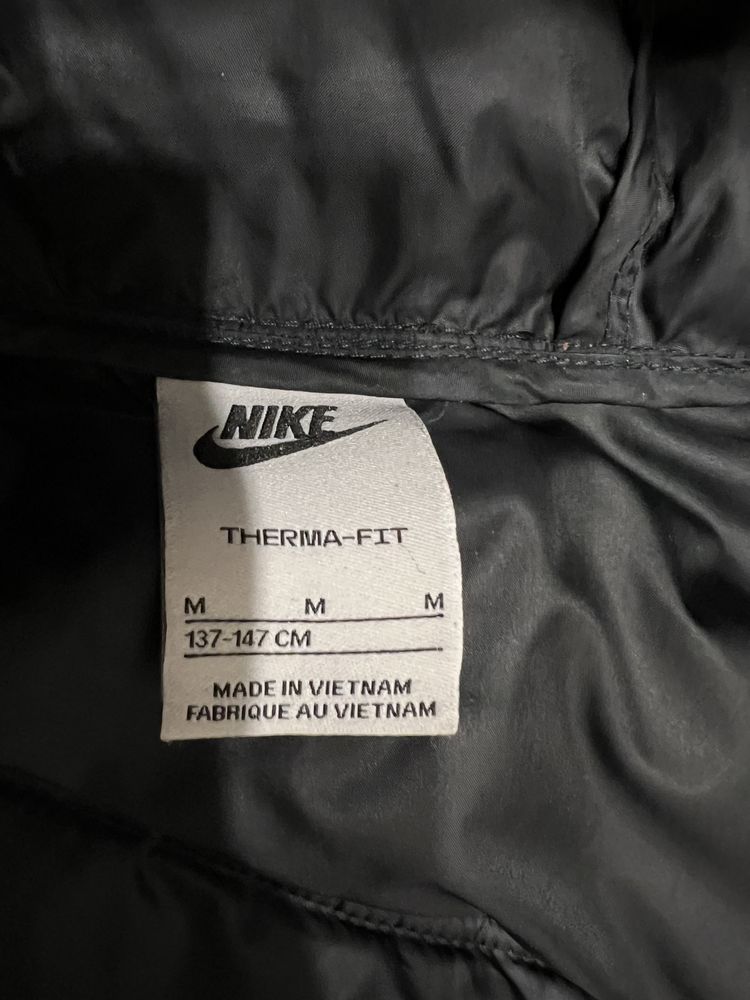 NIKE
THERMA-FIT
M M M
137-147 CM
MADE IN VIETNAM
FABRIQUE AU VIETNAM